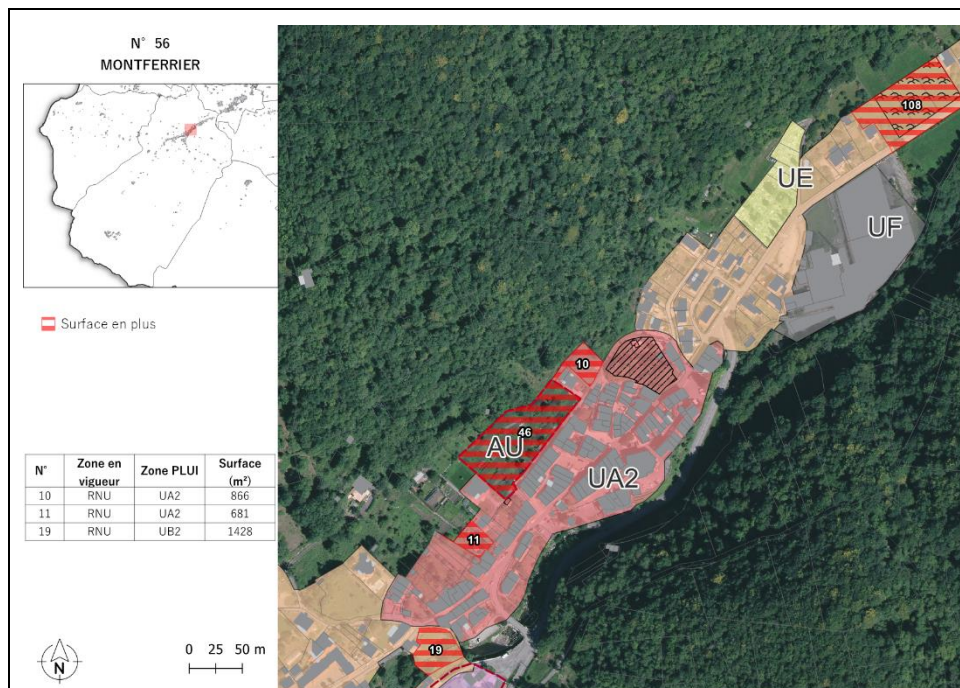 N° 56
MONTFERRIER
Surface en plus
N° Zone en vigueur Zone PLUI Surface (m²)
10 RNU UA2 866
11 RNU UA2 681
19 RNU UB2 1428
N
0 25 50 m
108
UE
UF
10
46
AU
UA2
11
19